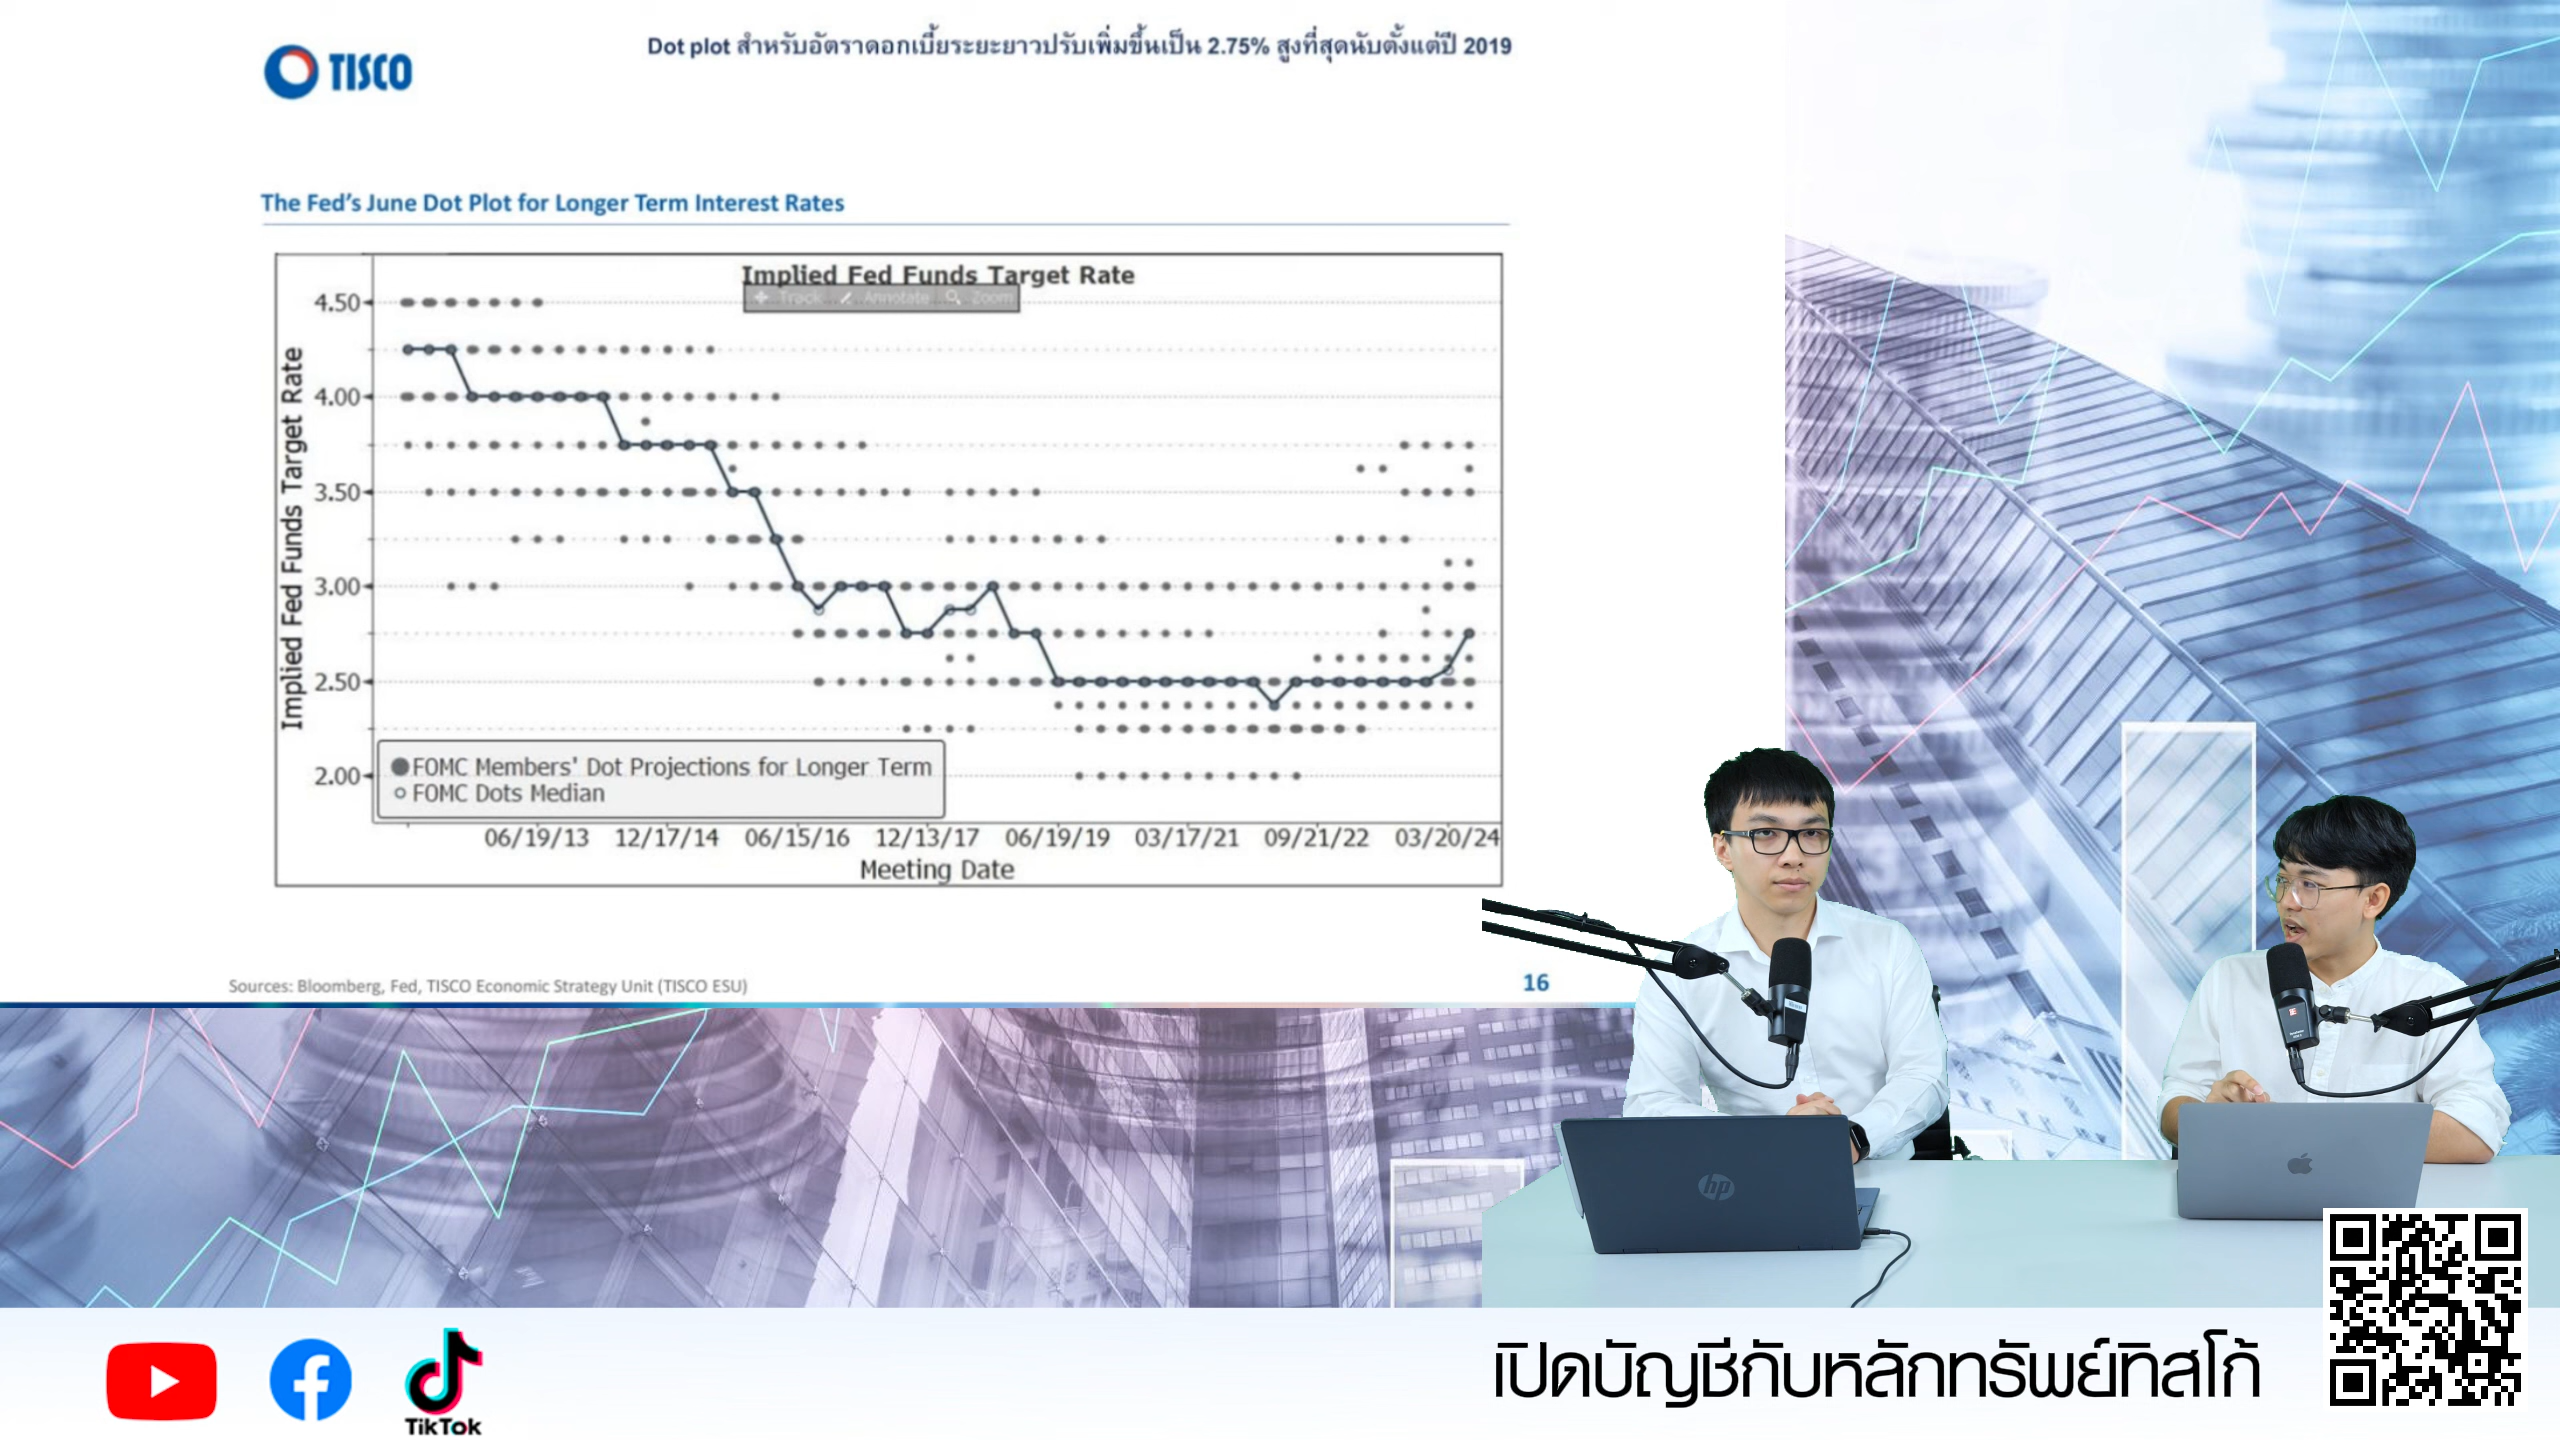 TISCO
Dot plot สำหรับอัตราดอกเบี้ยระยะยาวปรับเพิ่มขึ้นเป็น 2.75% สูงที่สุดนับตั้งแต่ปี 2019
The Fed's June Dot Plot for Longer Term Interest Rates
Implied Fed Funds Target Rate
Track Annotate Zoom
Implied Fed Funds Target Rate
4.50
4.00
3.50
3.00
2.50
2.00
FOMC Members' Dot Projections for Longer Term
FOMC Dots Median
06/19/13 12/17/14 06/15/16 12/13/17 06/19/19 03/17/21 09/21/22 03/20/24
Meeting Date
Sources: Bloomberg, Fed, TISCO Economic Strategy Unit (TISCO ESU)
16
hp
TikTok
เปิดบัญชีกับหลักทรัพย์ทิสโก้